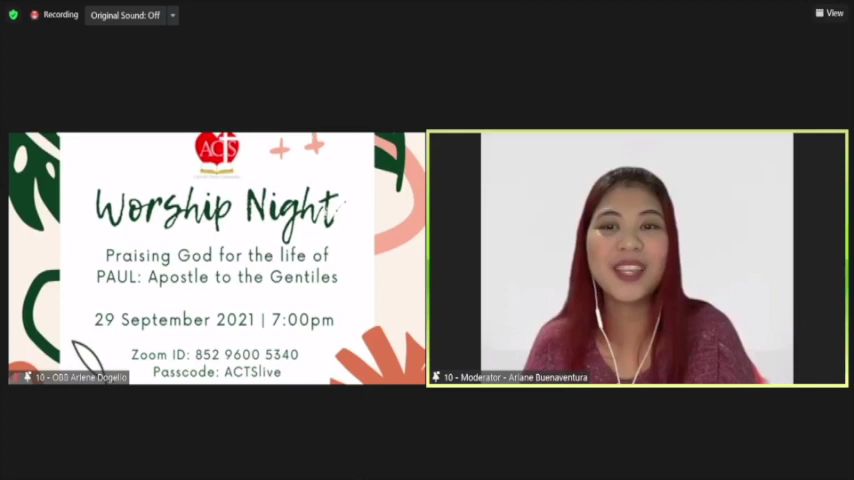 Recording
Original Sound: Off
View
ACTS
Worship Night
Praising God for the life of
PAUL: Apostle to the Gentiles
29 September 2021 | 7:00pm
Zoom ID: 852 9600 5340
Passcode: ACTSlive
10 - OBB Arlene Dogello
10 - Moderator - Ariane Buenaventura